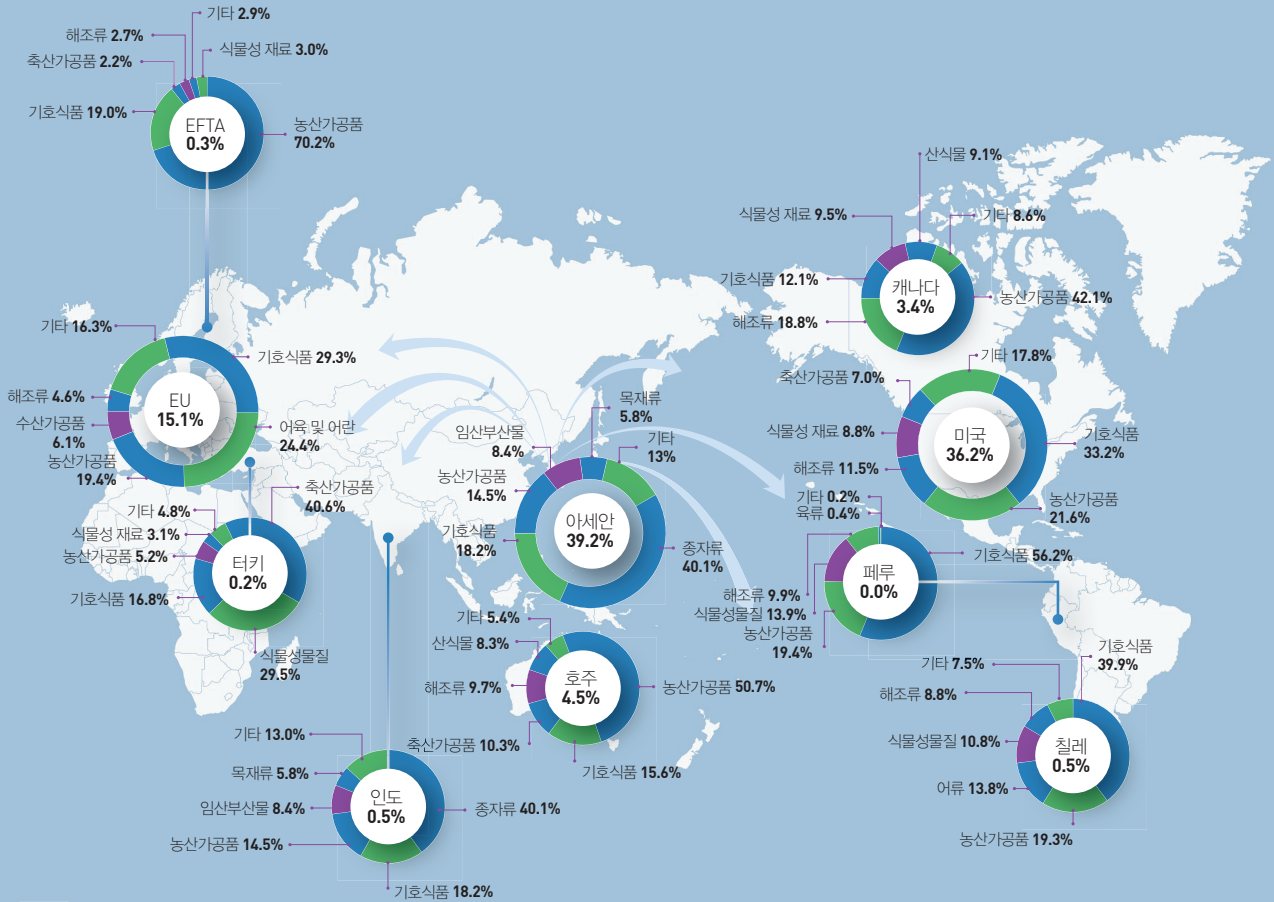 기타 2.9%
해조류 2.7%
식물성 재료 3.0%
축산가공품 2.2%
기호식품 19.0%
EFTA
0.3%
농산가공품
70.2%
기타 16.3%
기호식품 29.3%
해조류 4.6%
EU
15.1%
수산가공품
6.1%
어육 및 어란
24.4%
농산가공품
19.4%
축산가공품
40.6%
기타 4.8%
식물성 재료 3.1%
농산가공품 5.2%
터키
0.2%
기호식품 16.8%
식물성물질
29.5%
목재류
5.8%
임산부산물
8.4%
기타
13%
농산가공품
14.5%
아세안
39.2%
기호식품
18.2%
종자류
40.1%
기타 5.4%
산식물 8.3%
호주
4.5%
해조류 9.7%
농산가공품 50.7%
축산가공품 10.3%
기호식품 15.6%
기타 13.0%
목재류 5.8%
인도
0.5%
임산부산물 8.4%
종자류 40.1%
농산가공품 14.5%
기호식품 18.2%
산식물 9.1%
식물성 재료 9.5%
기타 8.6%
기호식품 12.1%
캐나다
3.4%
농산가공품 42.1%
해조류 18.8%
기타 17.8%
축산가공품 7.0%
식물성 재료 8.8%
미국
36.2%
기호식품
33.2%
해조류 11.5%
농산가공품
21.6%
기타 0.2%
육류 0.4%
기호식품 56.2%
페루
0.0%
해조류 9.9%
식물성물질 13.9%
농산가공품
19.4%
기호식품
39.9%
기타 7.5%
해조류 8.8%
식물성물질 10.8%
칠레
0.5%
어류 13.8%
농산가공품 19.3%